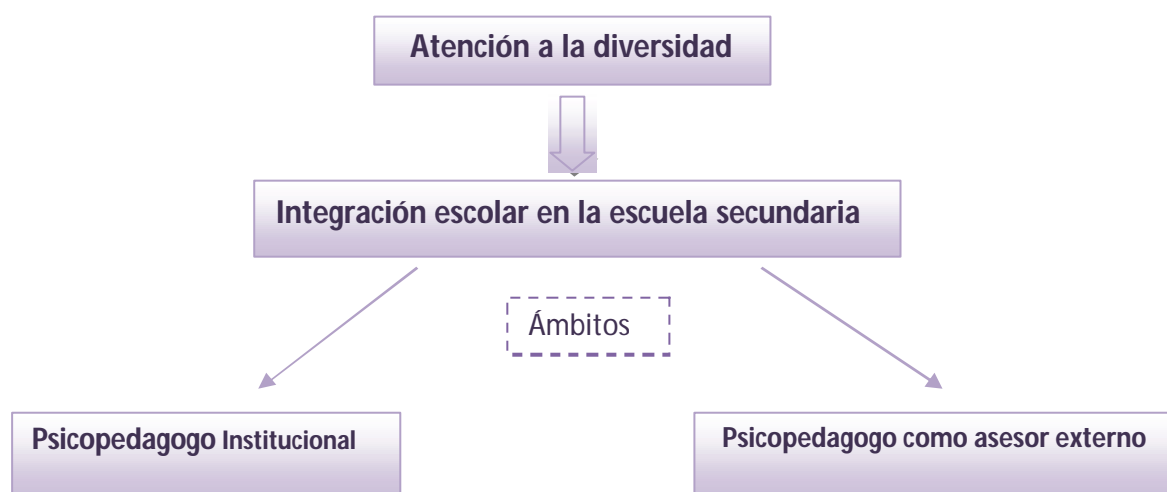 Atención a la diversidad
Integración escolar en la escuela secundaria
Ámbitos
Psicopedagogo Institucional
Psicopedagogo como asesor externo